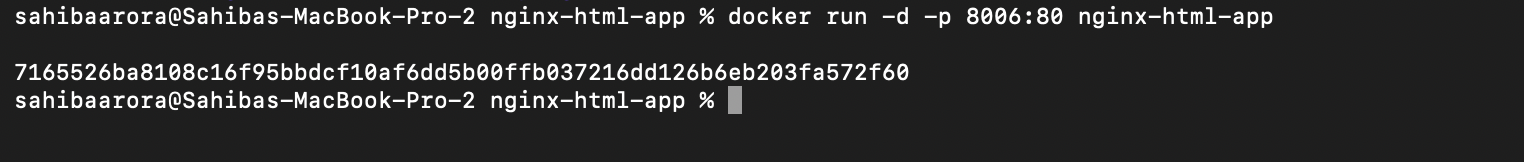 sahibaarora@Sahibas-MacBook-Pro-2 nginx-html-app % docker run -d -p 8006:80 nginx-html-app
7165526ba8108c16f95bbdcf10af6dd5b00ffb037216dd126b6eb203fa572f60
sahibaarora@Sahibas-MacBook-Pro-2 nginx-html-app %